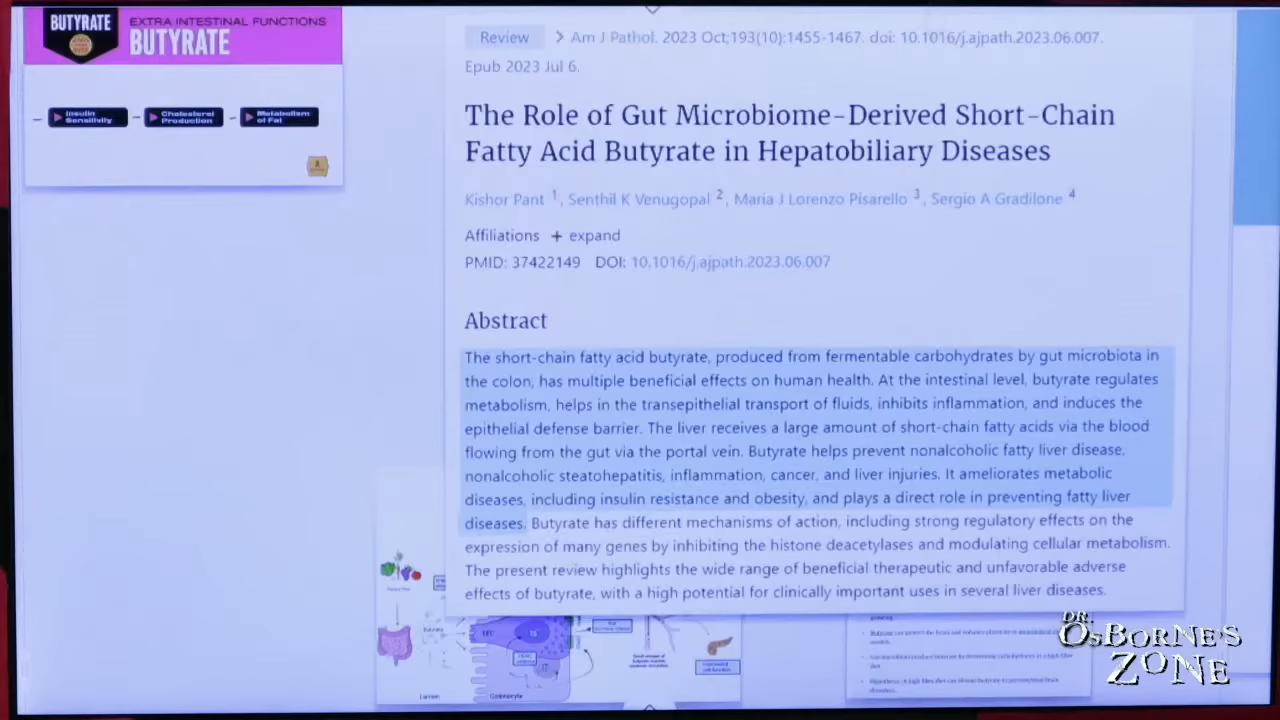 BUTYRATE
EXTRA INTESTINAL FUNCTIONS
BUTYRATE
Insulin
Sensitivity
Cholesterol
Production
Metabolism
of Fat
Review
Am J Pathol. 2023 Oct;193(10):1455-1467. doi: 10.1016/j.ajpath.2023.06.007.
Epub 2023 Jul 6.
The Role of Gut Microbiome-Derived Short-Chain
Fatty Acid Butyrate in Hepatobiliary Diseases
Kishor Pant 1, Senthil K Venugopal 2, Maria J Lorenzo Pisarello 3, Sergio A Gradilone 4
Affiliations + expand
PMID: 37422149 DOI: 10.1016/j.ajpath.2023.06.007
Abstract
The short-chain fatty acid butyrate, produced from fermentable carbohydrates by gut microbiota in
the colon, has multiple beneficial effects on human health. At the intestinal level, butyrate regulates
metabolism, helps in the transepithelial transport of fluids, inhibits inflammation, and induces the
epithelial defense barrier. The liver receives a large amount of short-chain fatty acids via the blood
flowing from the gut via the portal vein. Butyrate helps prevent nonalcoholic fatty liver disease,
nonalcoholic steatohepatitis, inflammation, cancer, and liver injuries. It ameliorates metabolic
diseases, including insulin resistance and obesity, and plays a direct role in preventing fatty liver
diseases. Butyrate has different mechanisms of action, including strong regulatory effects on the
expression of many genes by inhibiting the histone deacetylases and modulating cellular metabolism.
The present review highlights the wide range of beneficial therapeutic and unfavorable adverse
effects of butyrate, with a high potential for clinically important uses in several liver diseases.
Butyrate
Lumen
DR.
OSBORNE'S
ZONE